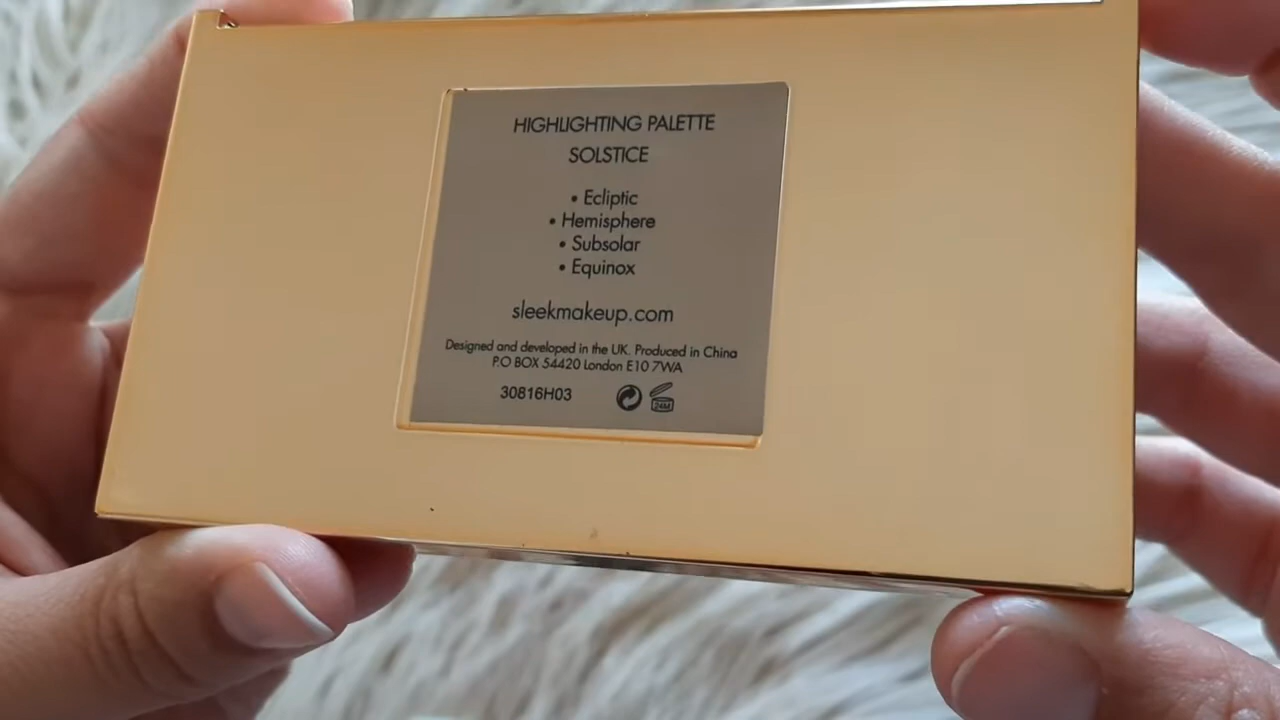 HIGHLIGHTING PALETTE
SOLSTICE
• Ecliptic
• Hemisphere
• Subsolar
• Equinox
sleekmakeup.com
Designed and developed in the UK. Produced in China
P.O BOX 54420 London E10 7WA
30816H03
24M